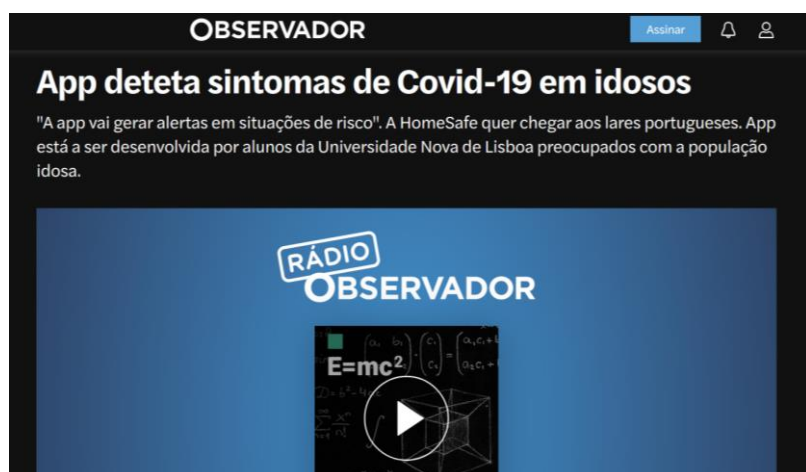 OBSERVADOR
Assinar
App deteta sintomas de Covid-19 em idosos
"A app vai gerar alertas em situações de risco". A HomeSafe quer chegar aos lares portugueses. App
está a ser desenvolvida por alunos da Universidade Nova de Lisboa preocupados com a população
idosa.
RÁDIO
OBSERVADOR
E=mc²